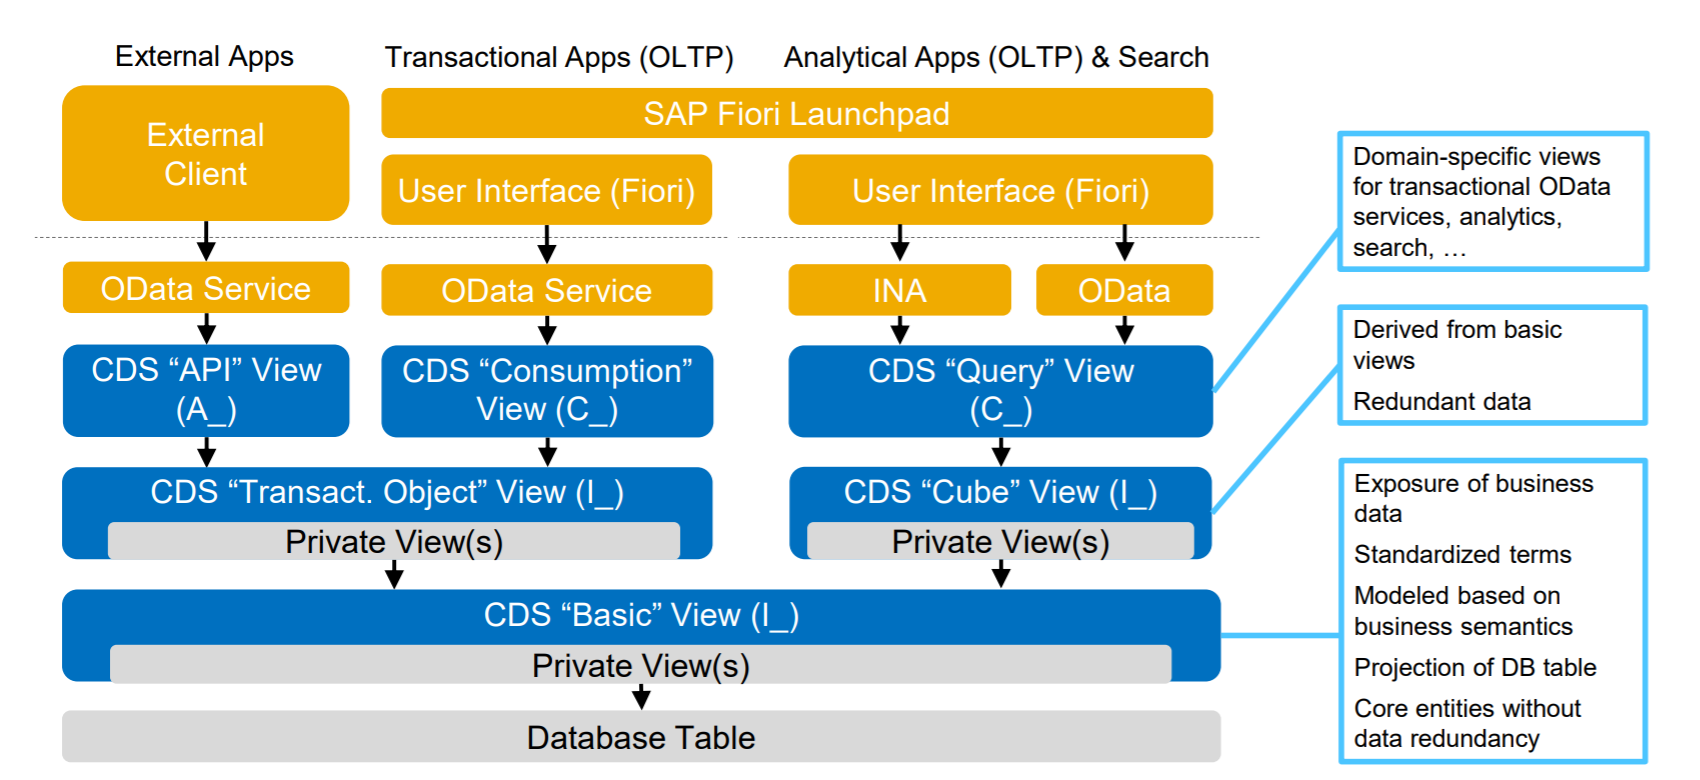 External Apps
Transactional Apps (OLTP)
Analytical Apps (OLTP) & Search
External
Client
SAP Fiori Launchpad
User Interface (Fiori)
User Interface (Fiori)
OData Service
OData Service
INA
OData
CDS “API” View
(A_)
CDS “Consumption”
View (C_)
CDS “Query” View
(C_)
CDS “Transact. Object” View (I_)
Private View(s)
CDS “Cube” View (I_)
Private View(s)
CDS “Basic” View (I_)
Private View(s)
Database Table
Domain-specific views
for transactional OData
services, analytics,
search, …
Derived from basic
views
Redundant data
Exposure of business
data
Standardized terms
Modeled based on
business semantics
Projection of DB table
Core entities without
data redundancy